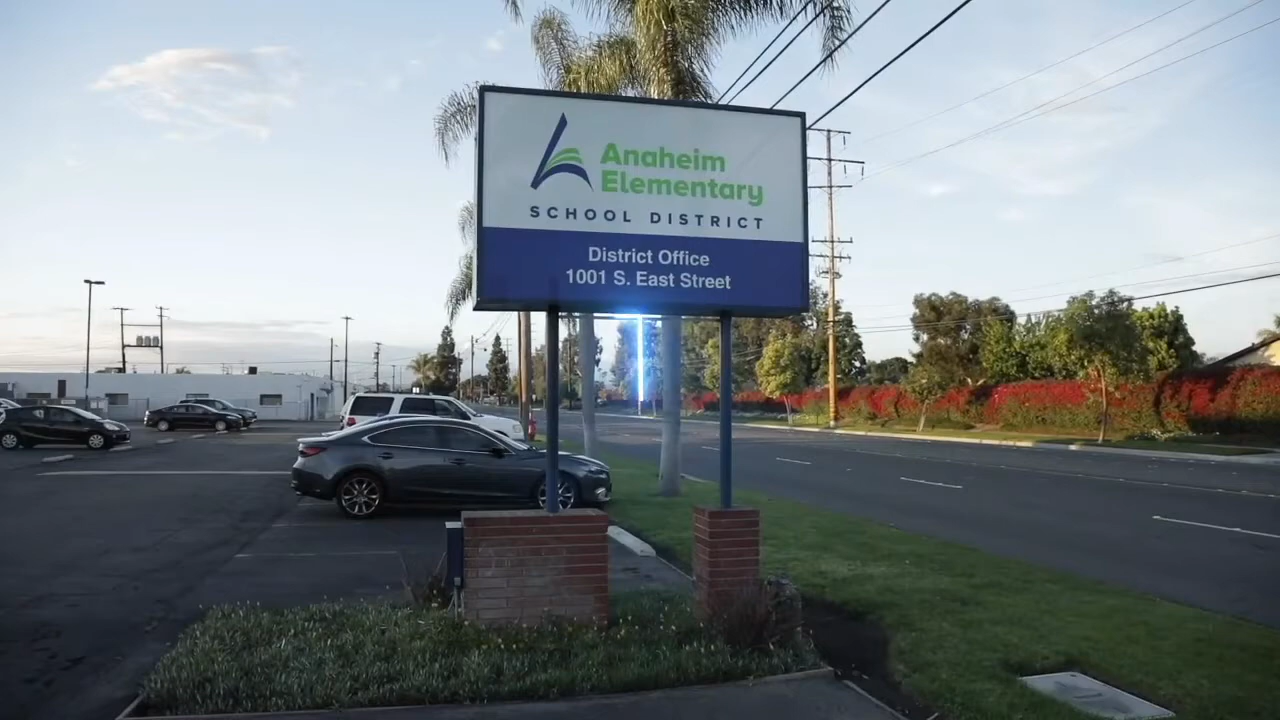 Anaheim
Elementary
SCHOOL DISTRICT
District Office
1001 S. East Street